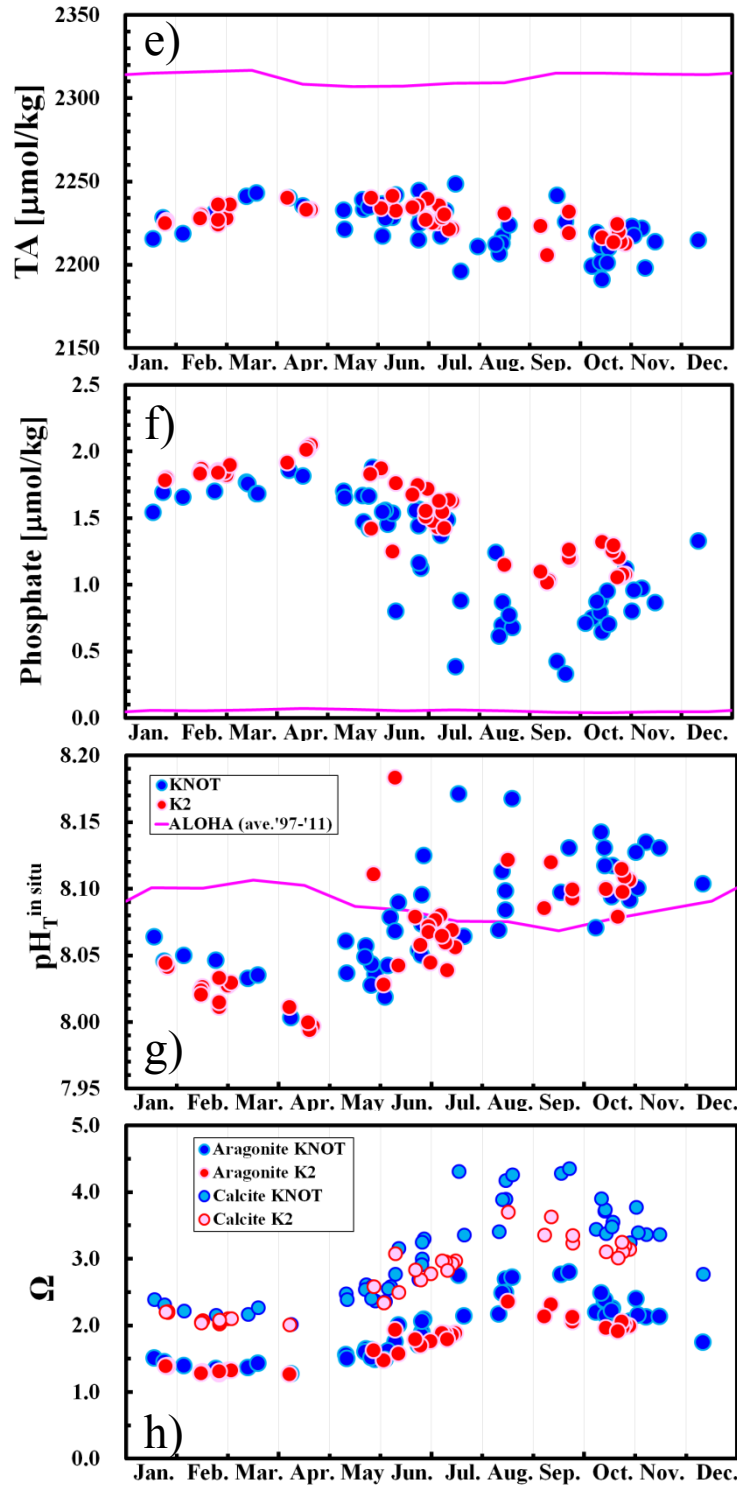 e)
TA [µmol/kg]
2350
2300
2250
2200
2150
Jan. Feb. Mar. Apr. May Jun. Jul. Aug. Sep. Oct. Nov. Dec.
f)
Phosphate [µmol/kg]
2.5
2.0
1.5
1.0
0.5
0.0
Jan. Feb. Mar. Apr. May Jun. Jul. Aug. Sep. Oct. Nov. Dec.
g)
pH_T^in situ
8.20
8.15
8.10
8.05
8.00
7.95
KNOT
K2
ALOHA (ave.'97-'11)
Jan. Feb. Mar. Apr. May Jun. Jul. Aug. Sep. Oct. Nov. Dec.
h)
Ω
5.0
4.0
3.0
2.0
1.0
0.0
Aragonite KNOT
Aragonite K2
Calcite KNOT
Calcite K2
Jan. Feb. Mar. Apr. May Jun. Jul. Aug. Sep. Oct. Nov. Dec.